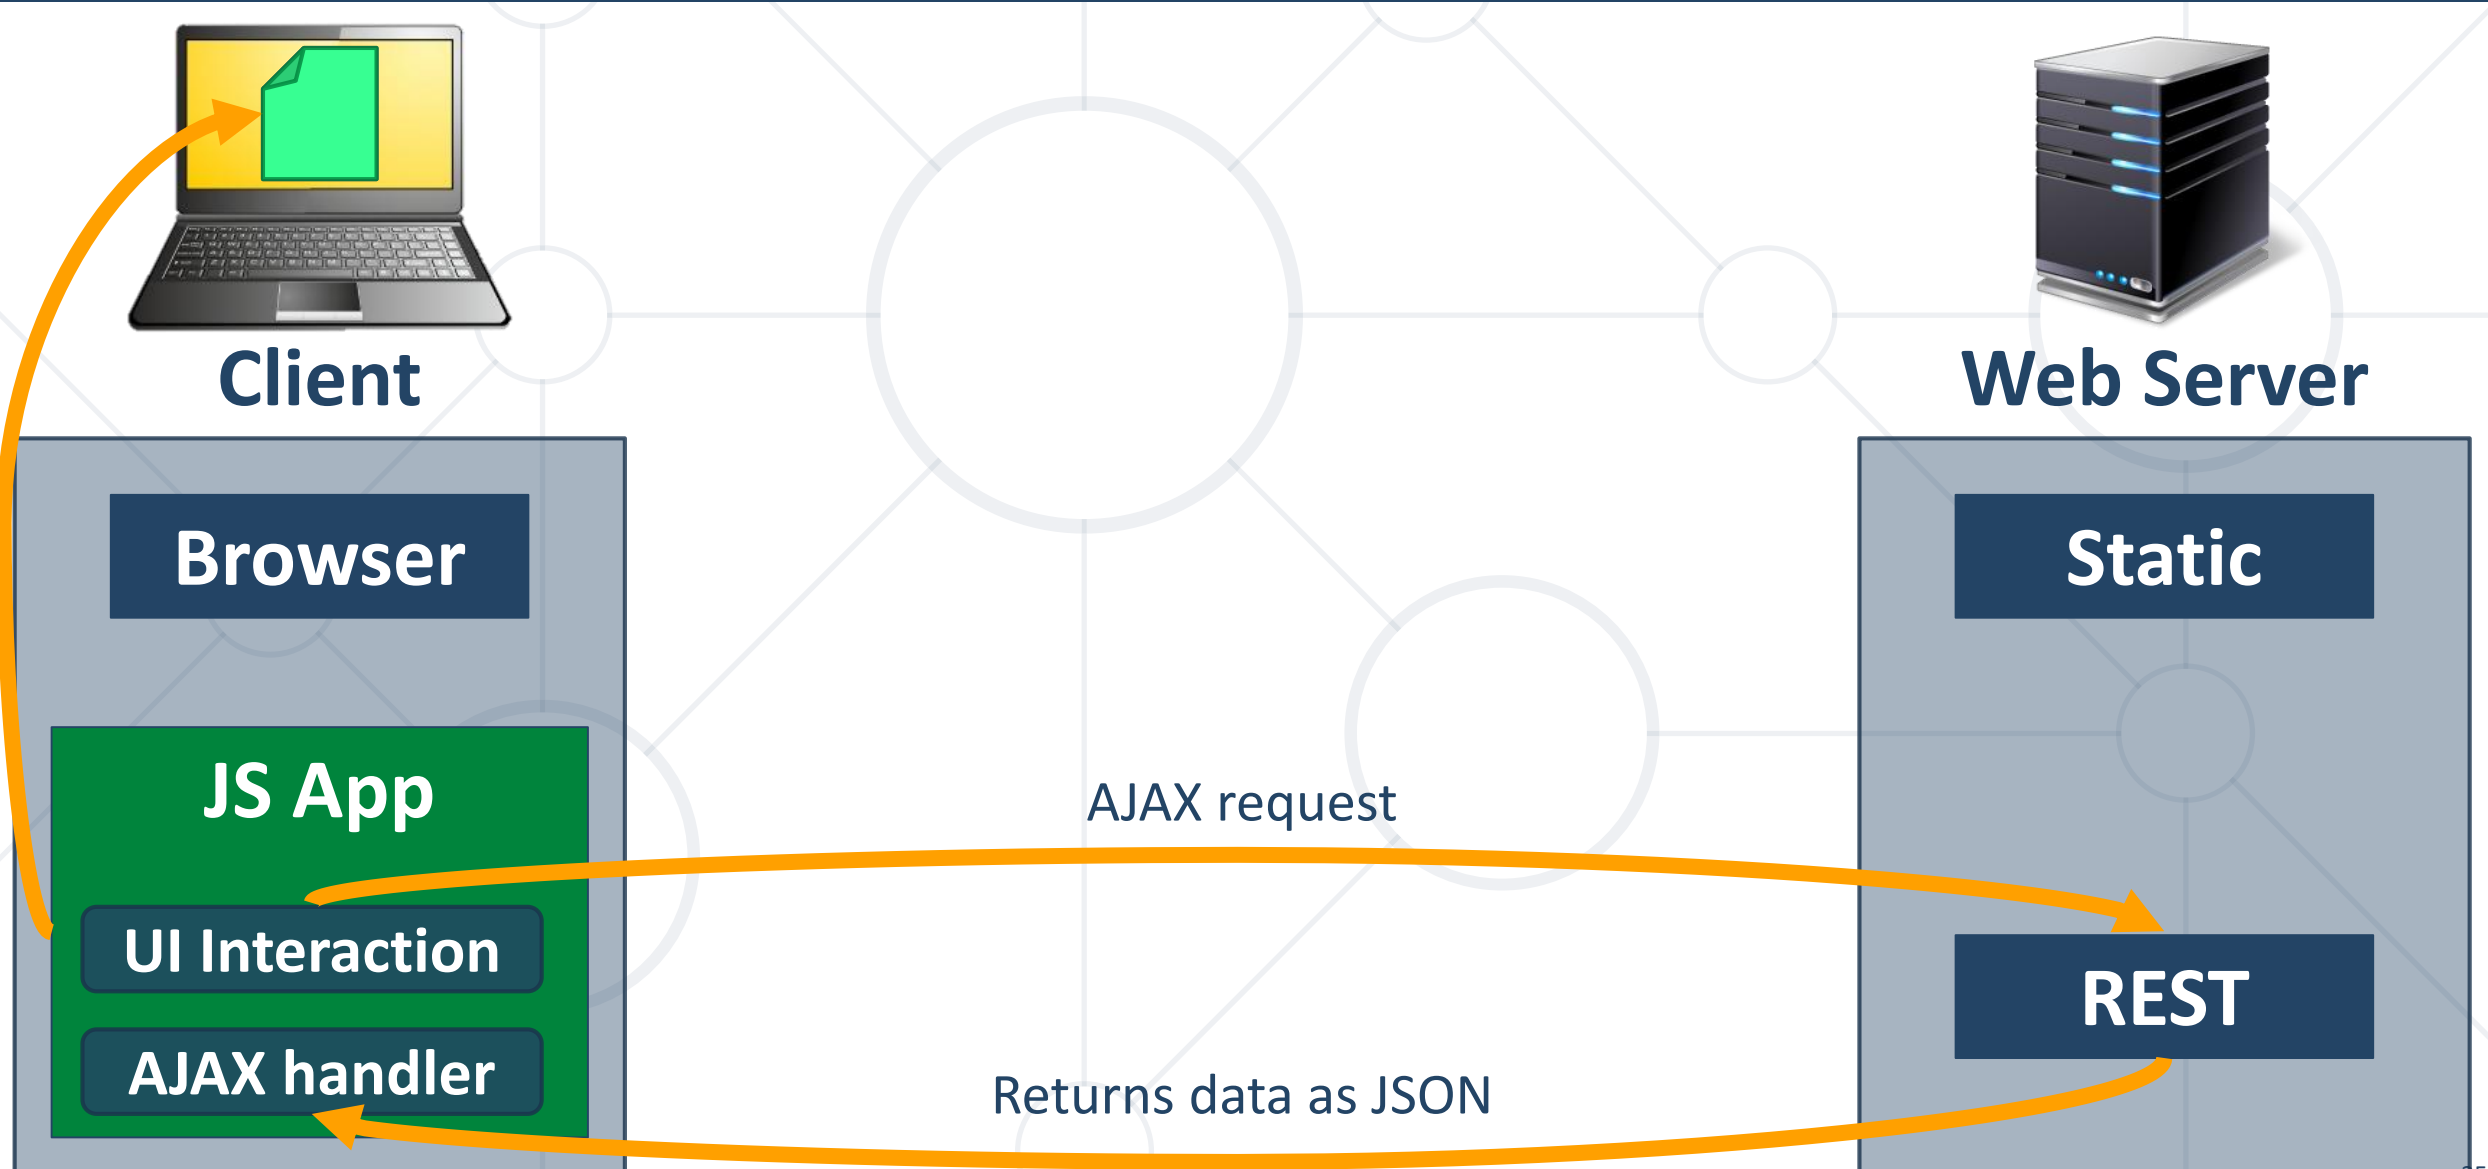 Client
Web Server
Browser
Static
JS App
AJAX request
UI Interaction
REST
AJAX handler
Returns data as JSON